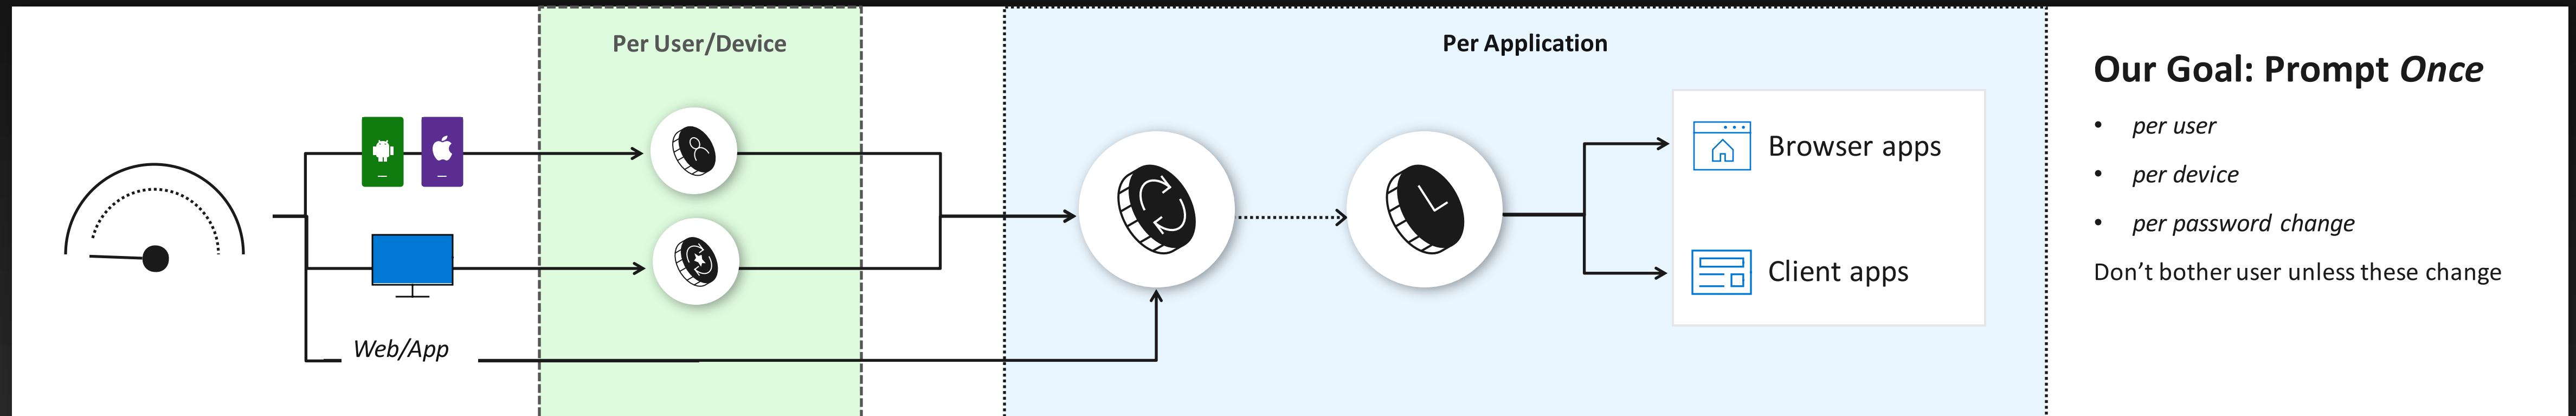 Per User/Device
Web/App
Per Application
Browser apps
Client apps
Our Goal: Prompt Once
• per user
• per device
• per password change
Don’t bother user unless these change